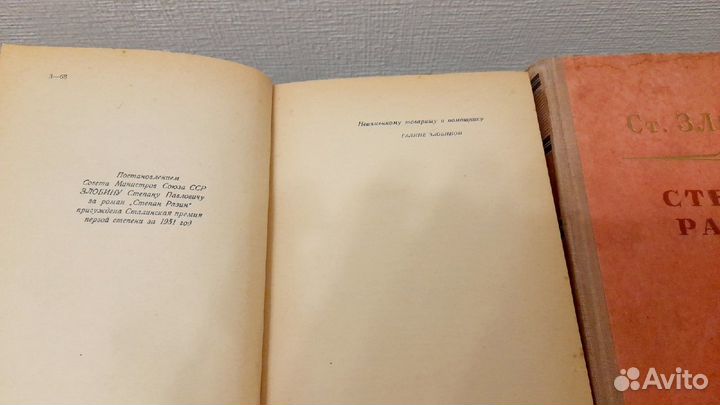 З—68
Постановлением
Совета Министров Союза ССР
ЗЛОБИНУ Степану Павловичу
за роман „Степан Разин“
присуждена Сталинская премия
первой степени за 1951 год
Неизменному товарищу и помощнику
ГАЛИНЕ ЗЛОБИНОЙ
Ст. ЗЛ
СТЕ
РА
Avito